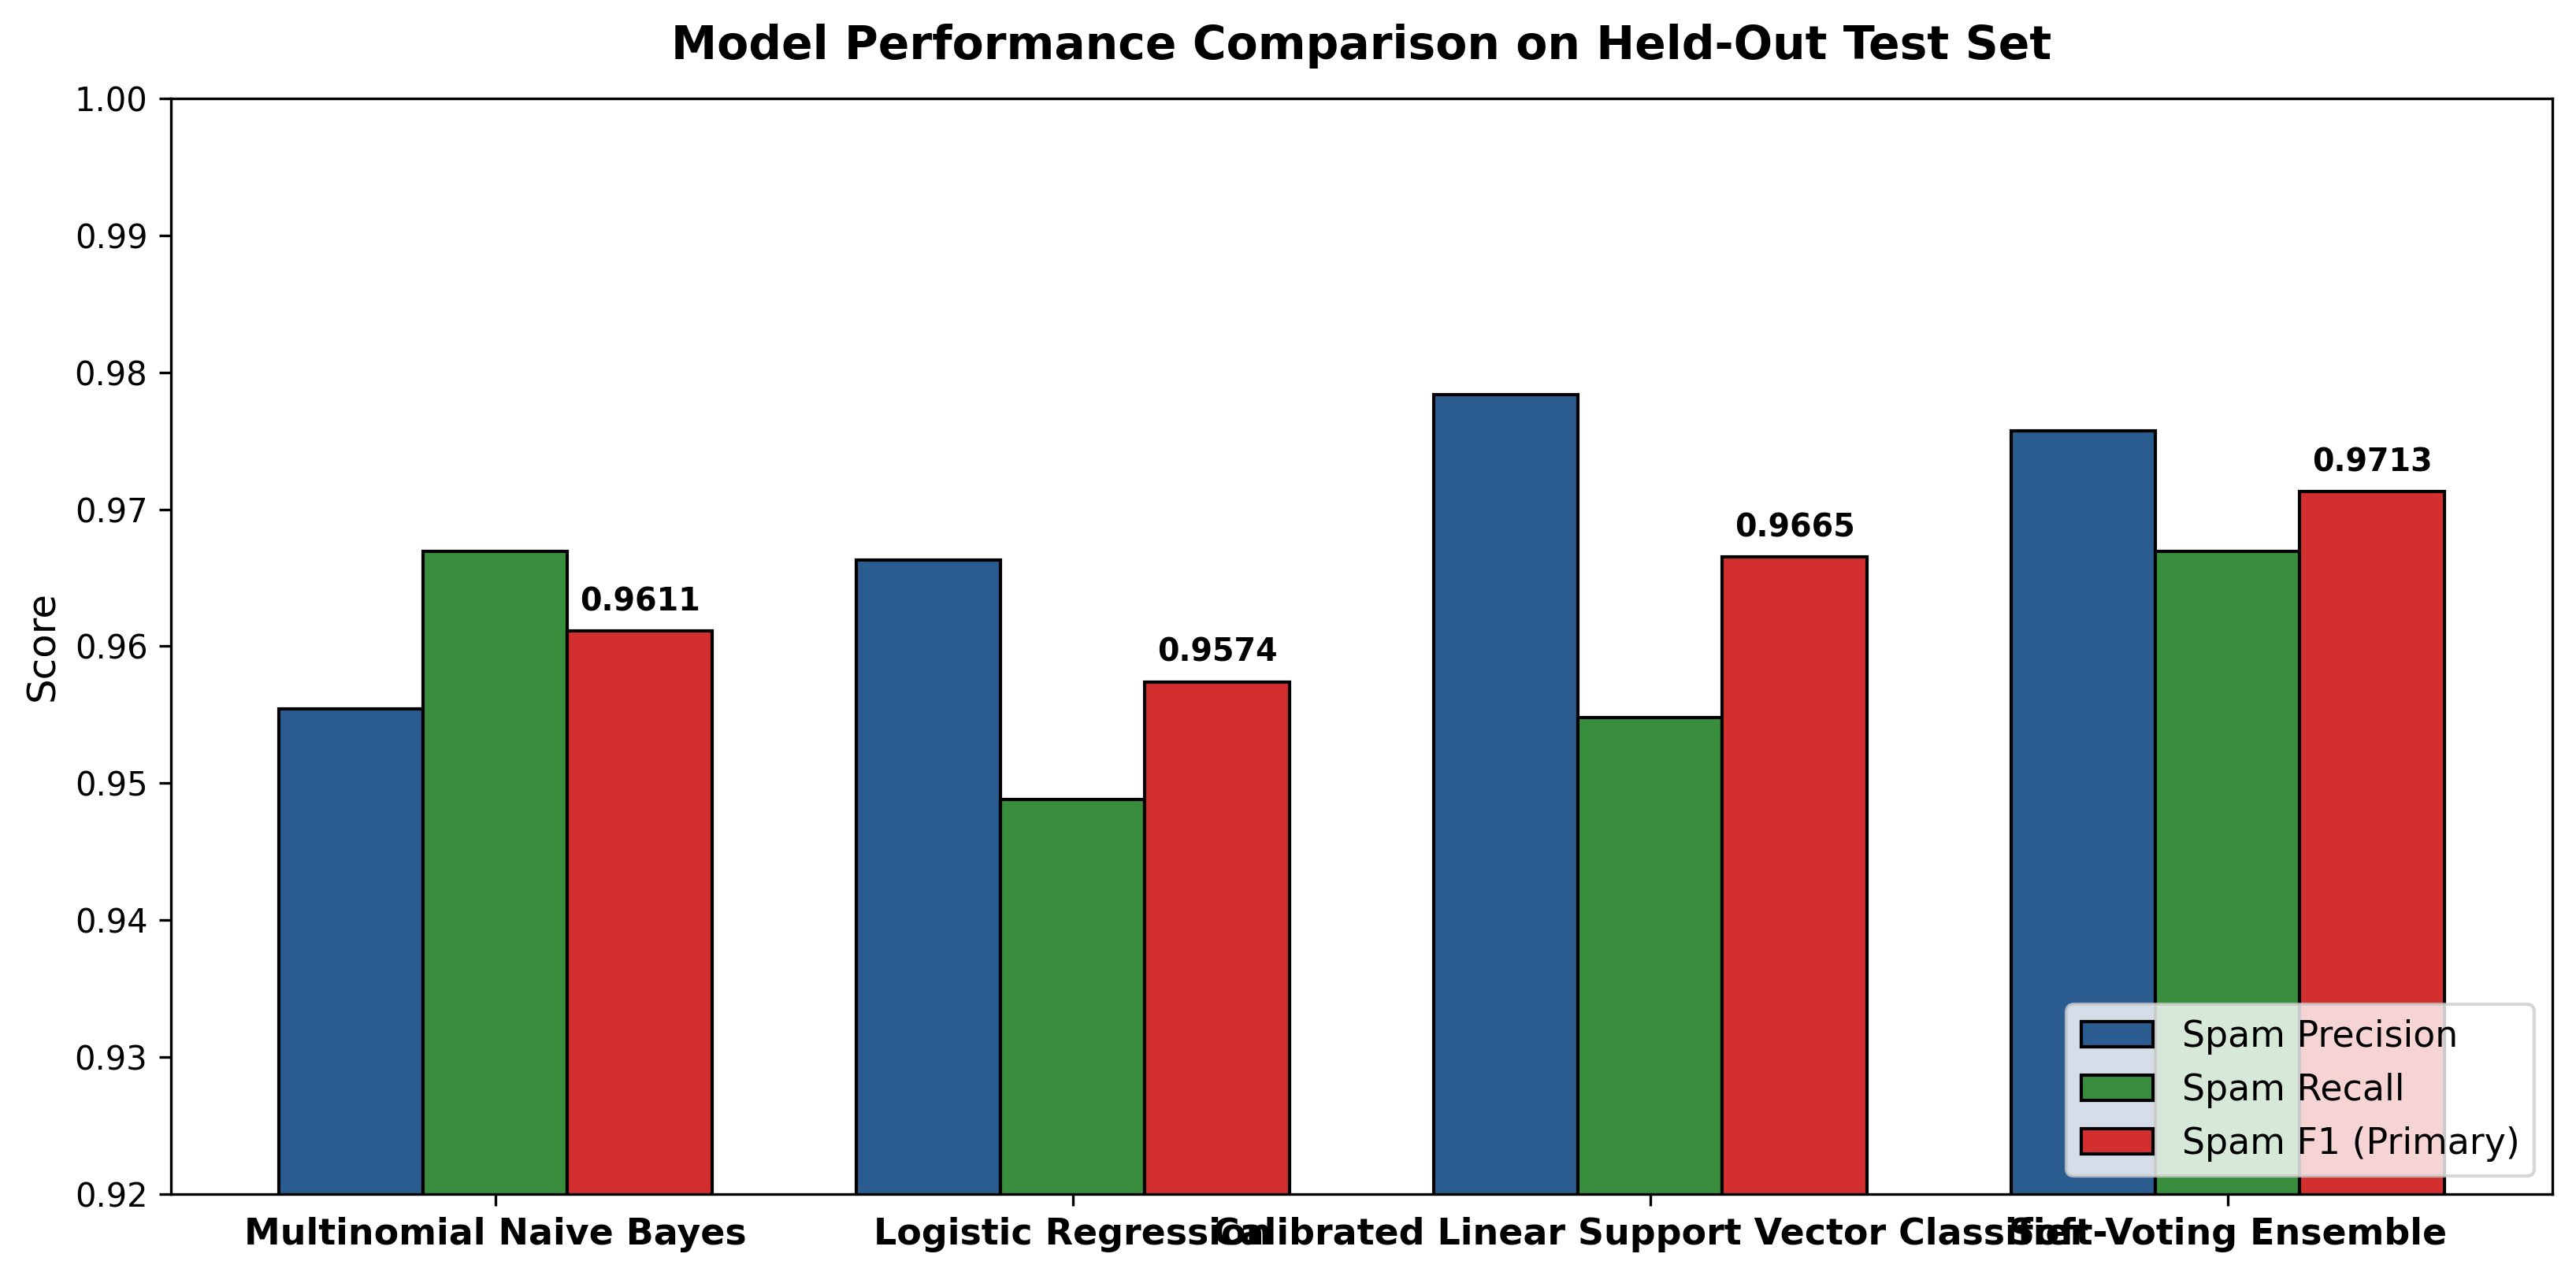 Model Performance Comparison on Held-Out Test Set
1.00
0.99
0.98
0.97
0.96
0.95
0.94
0.93
0.92
Score
0.9611
0.9574
0.9665
0.9713
Spam Precision
Spam Recall
Spam F1 (Primary)
Multinomial Naive Bayes
Logistic Regression
Calibrated Linear Support Vector Classifier
Soft-Voting Ensemble